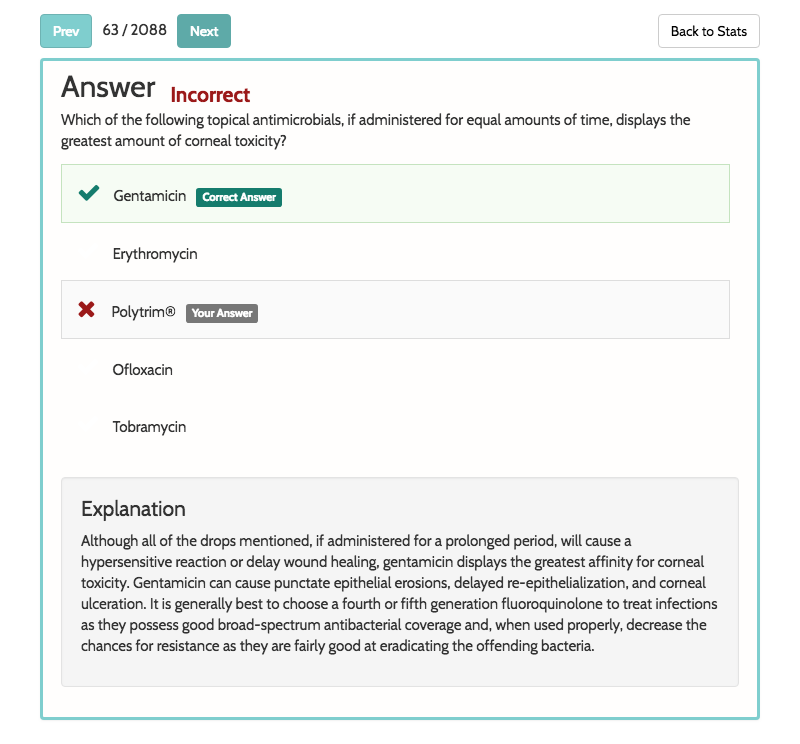 Prev 63 / 2088 Next Back to Stats
Answer Incorrect
Which of the following topical antimicrobials, if administered for equal amounts of time, displays the
greatest amount of corneal toxicity?
Gentamicin Correct Answer
Erythromycin
Polytrim® Your Answer
Ofloxacin
Tobramycin
Explanation
Although all of the drops mentioned, if administered for a prolonged period, will cause a
hypersensitive reaction or delay wound healing, gentamicin displays the greatest affinity for corneal
toxicity. Gentamicin can cause punctate epithelial erosions, delayed re-epithelialization, and corneal
ulceration. It is generally best to choose a fourth or fifth generation fluoroquinolone to treat infections
as they possess good broad-spectrum antibacterial coverage and, when used properly, decrease the
chances for resistance as they are fairly good at eradicating the offending bacteria.